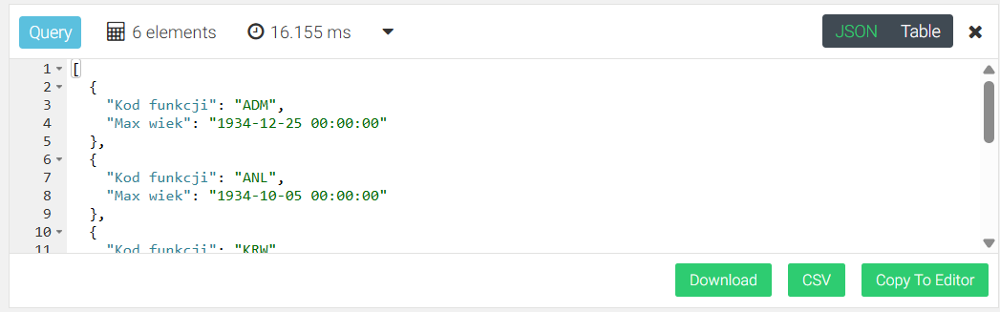 Query 6 elements 16.155 ms JSON Table
1 [
2 {
3 "Kod funkcji": "ADM",
4 "Max wiek": "1934-12-25 00:00:00"
5 },
6 {
7 "Kod funkcji": "ANL",
8 "Max wiek": "1934-10-05 00:00:00"
9 },
10 {
11 "Kod funkcji": "KRW"
Download CSV Copy To Editor